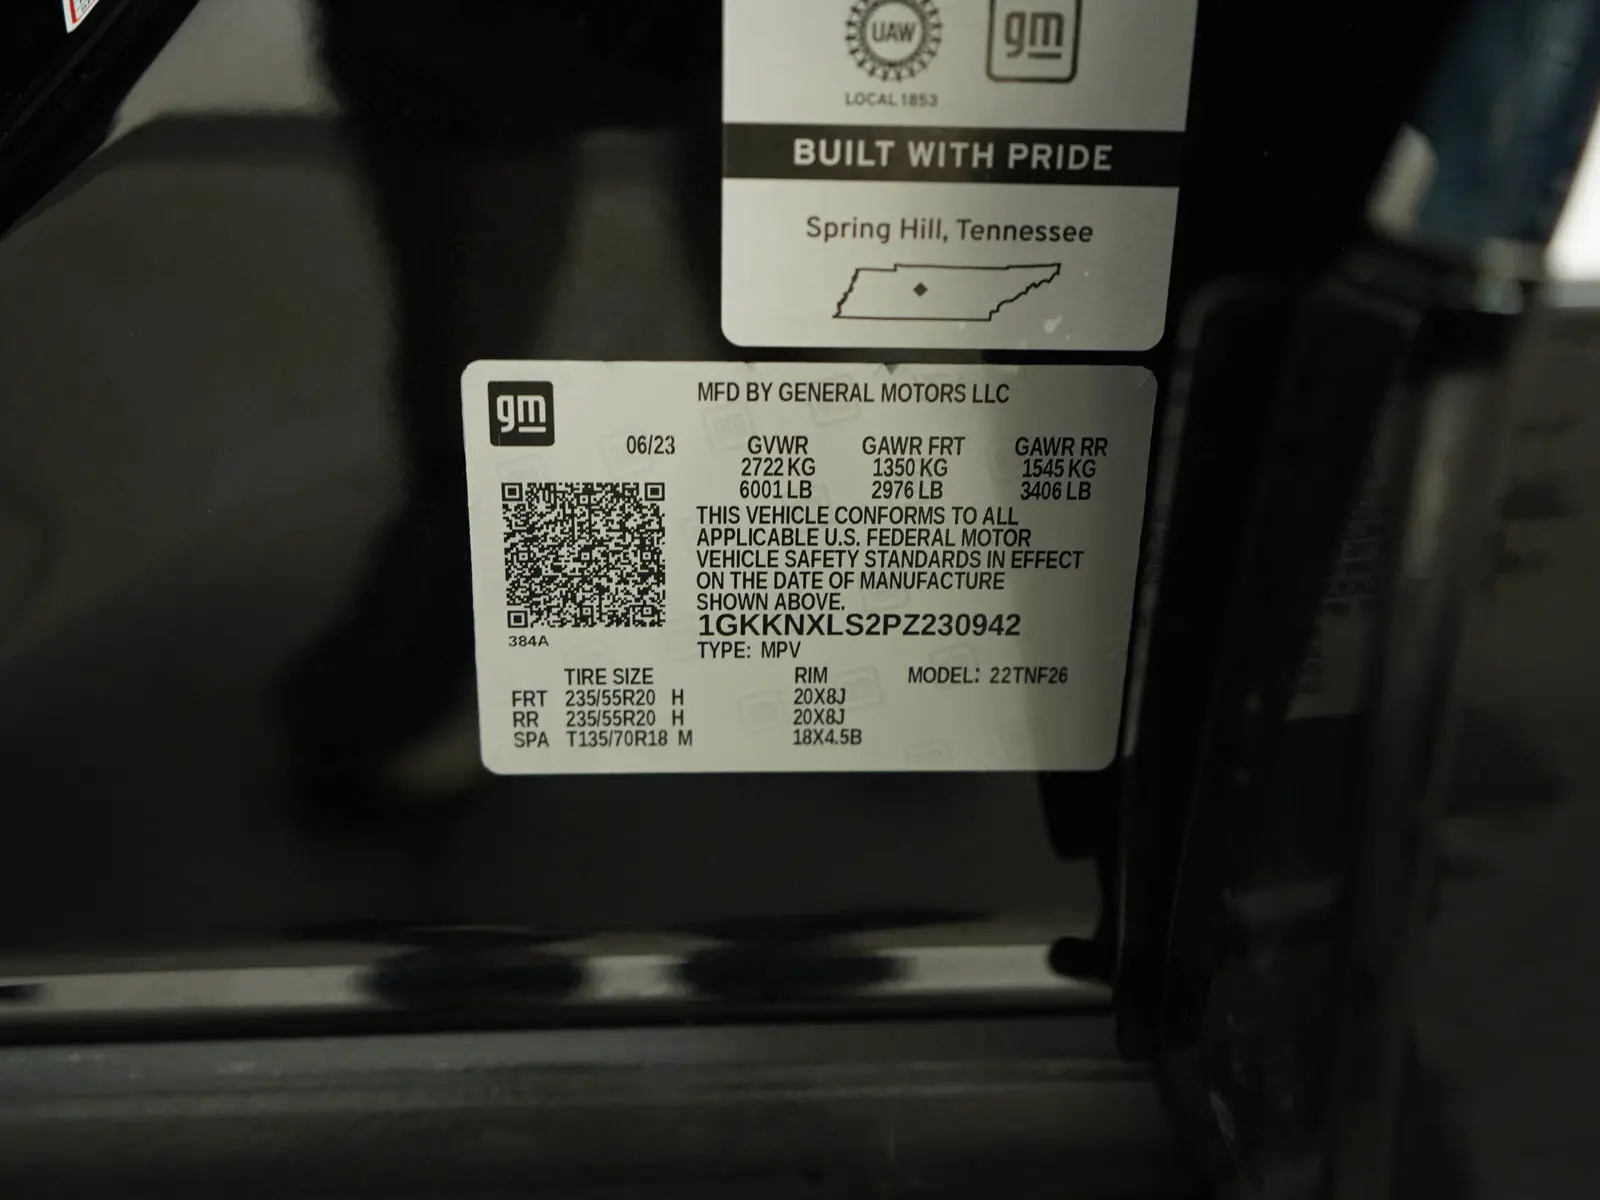 UAW
gm
LOCAL 1853
BUILT WITH PRIDE
Spring Hill, Tennessee
gm
MFD BY GENERAL MOTORS LLC
06/23 GVWR GAWR FRT GAWR RR
2722 KG 1350 KG 1545 KG
6001 LB 2976 LB 3406 LB
THIS VEHICLE CONFORMS TO ALL
APPLICABLE U.S. FEDERAL MOTOR
VEHICLE SAFETY STANDARDS IN EFFECT
ON THE DATE OF MANUFACTURE
SHOWN ABOVE.
1GKKNXLS2PZ230942
384A
TYPE: MPV
TIRE SIZE RIM MODEL: 22TNF26
FRT 235/55R20 H 20X8J
RR 235/55R20 H 20X8J
SPA T135/70R18 M 18X4.5B